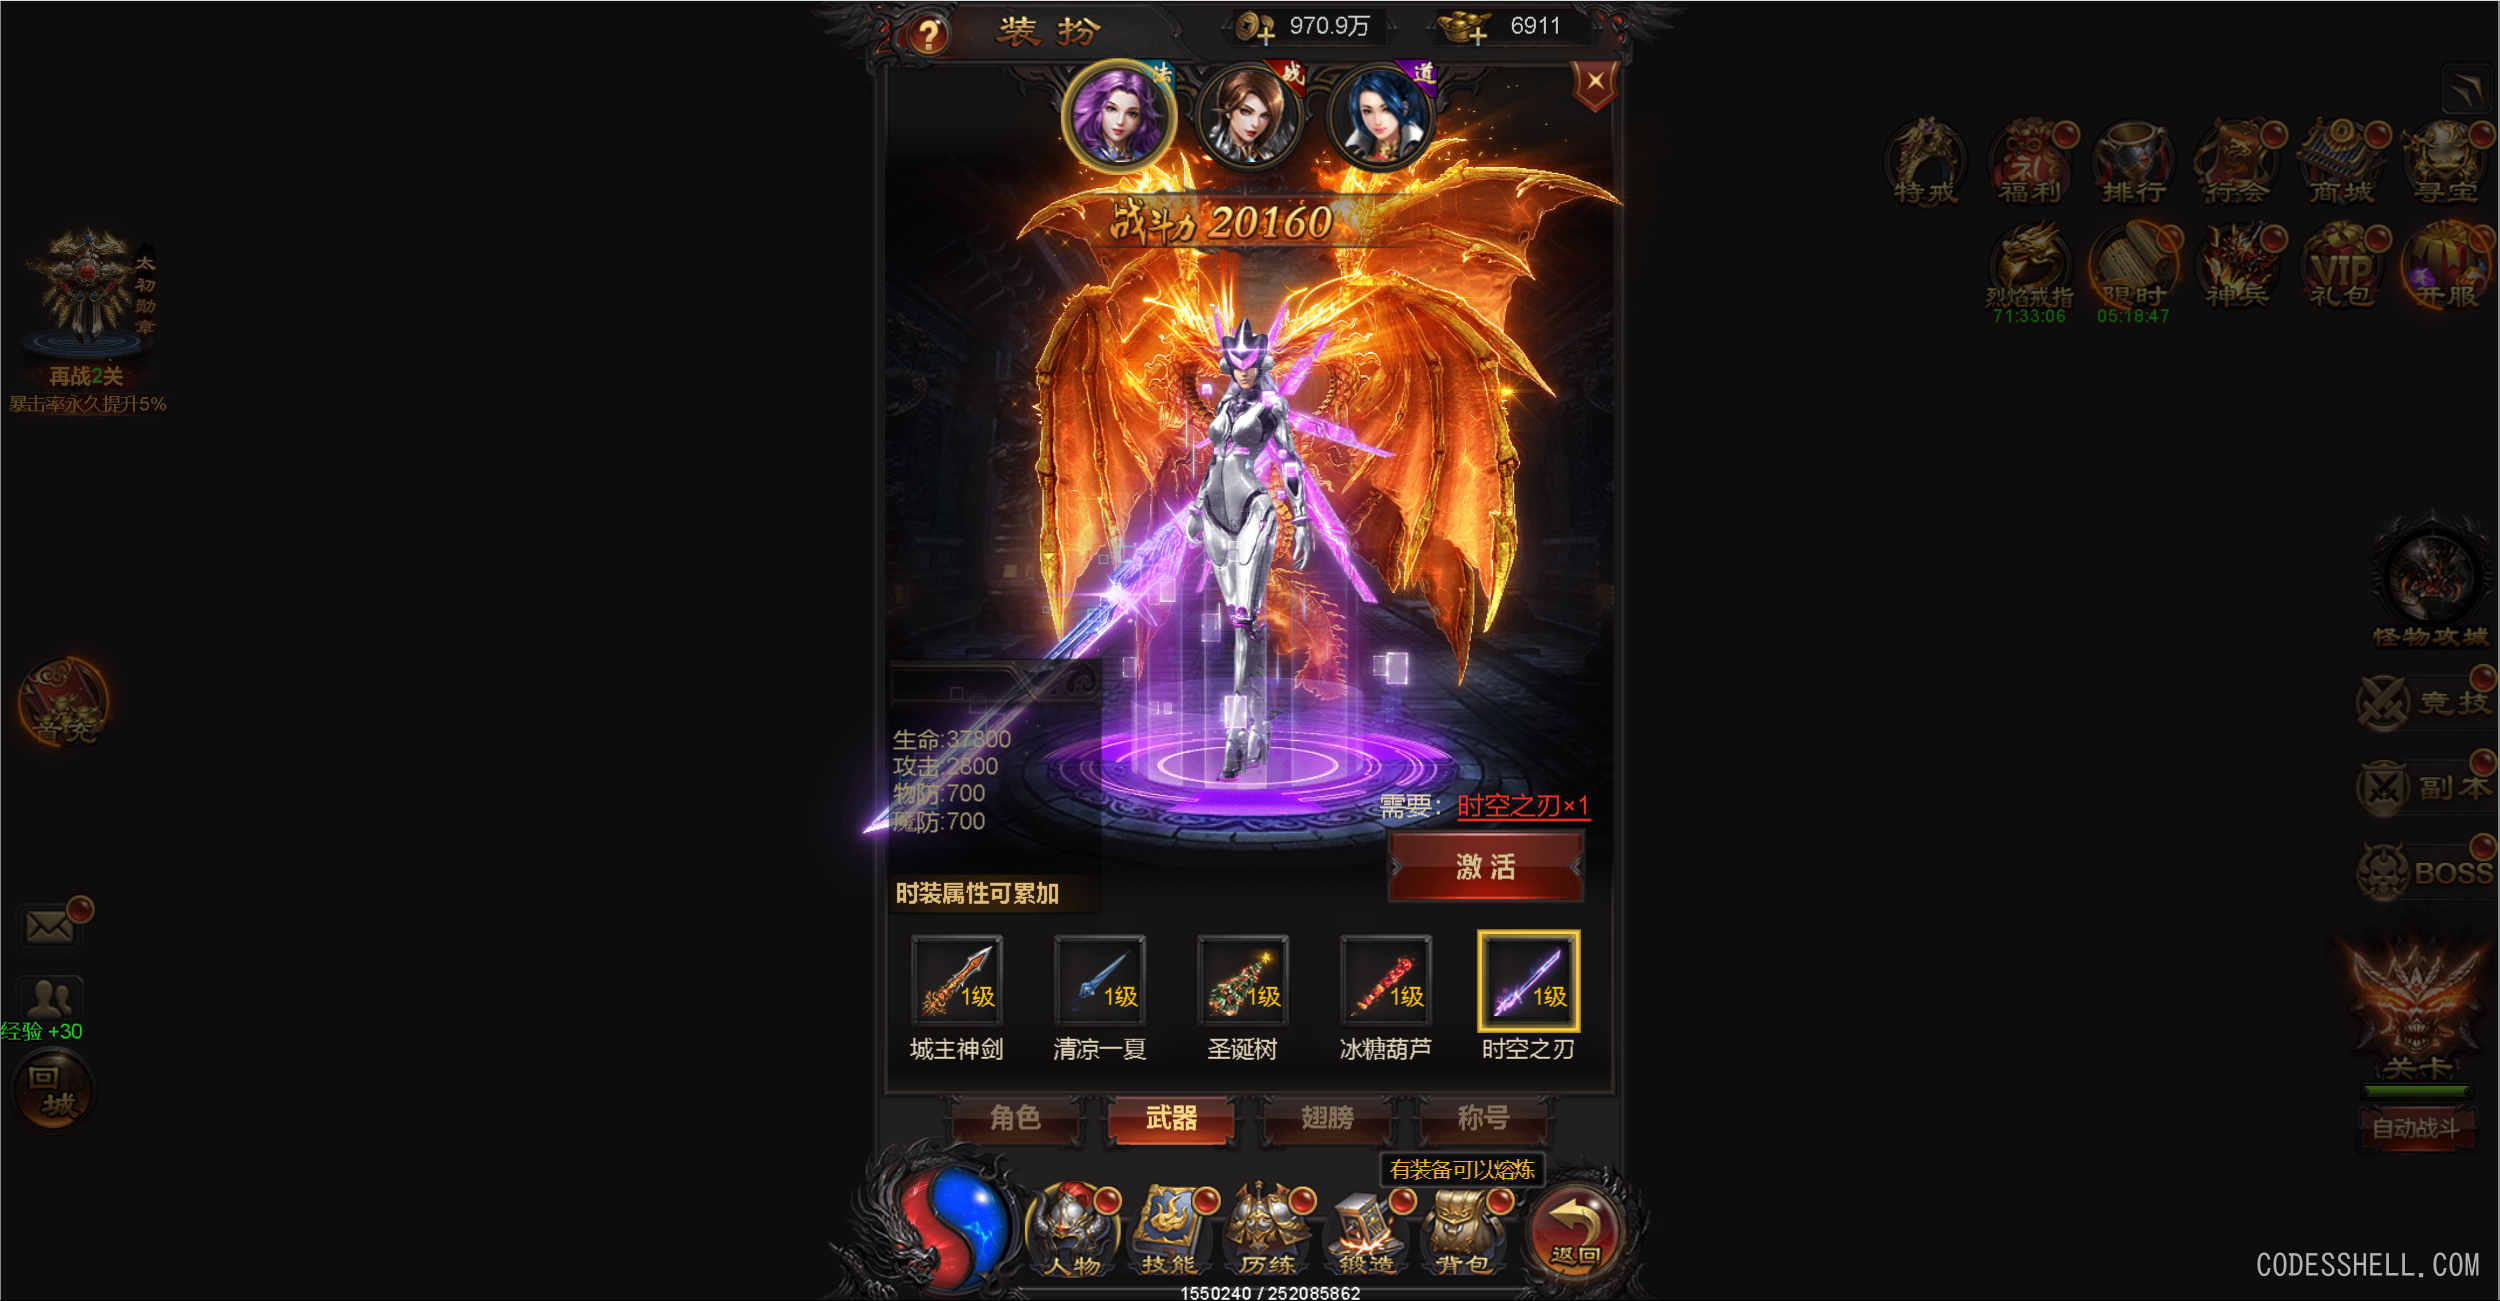 装扮
970.9万
6911
法
战
道
战斗力 20160
特戒
福利
排行
行会
商城
寻宝
烈焰戒指
限时
神兵
VIP
礼包
开服
71:33:06
05:18:47
太初勋章
再战2关
暴击率永久提升5%
首充
经验 +30
回城
生命:37800
攻击:2800
物防:700
魔防:700
时装属性可累加
需要:
时空之刃×1
激活
1级
1级
1级
1级
1级
城主神剑
清凉一夏
圣诞树
冰糖葫芦
时空之刃
角色
武器
翅膀
称号
有装备可以熔炼
人物
技能
历练
锻造
背包
返回
1550240 / 252085862
怪物攻城
竞技
副本
BOSS
关卡
自动战斗
CODESSHELL.COM